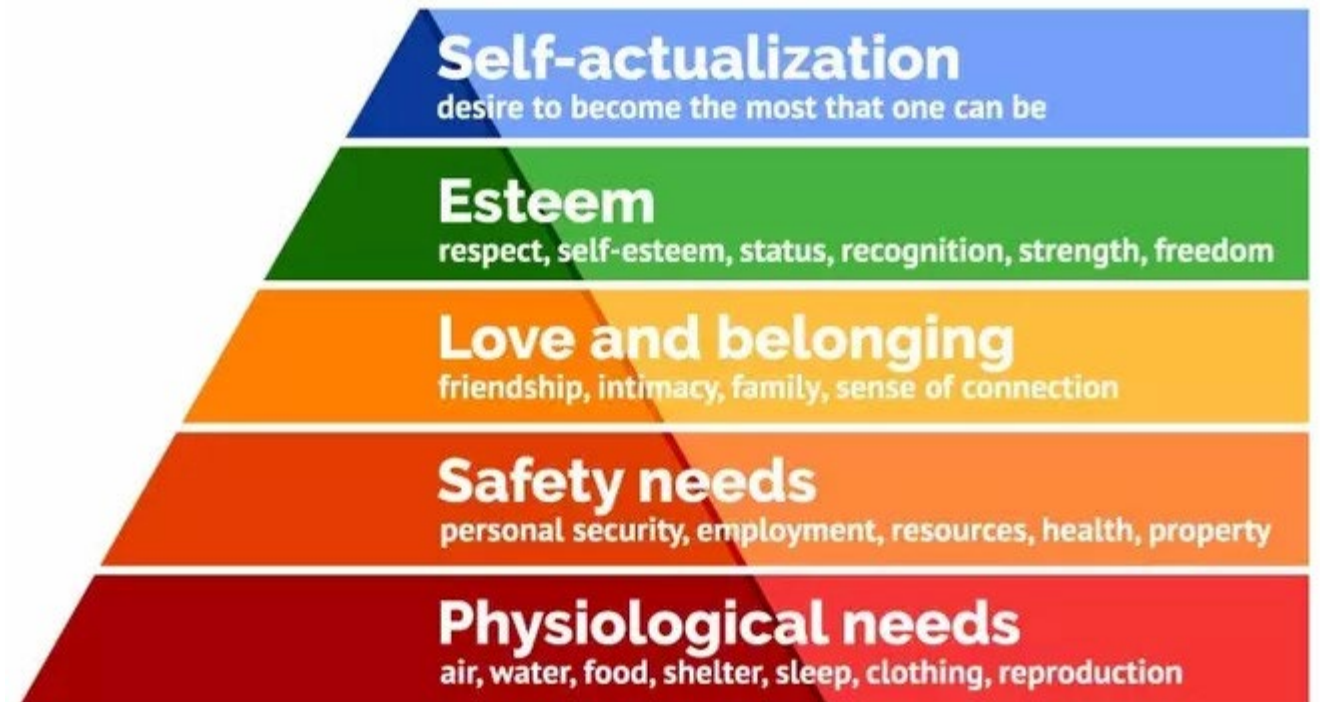 Self-actualization
desire to become the most that one can be
Esteem
respect, self-esteem, status, recognition, strength, freedom
Love and belonging
friendship, intimacy, family, sense of connection
Safety needs
personal security, employment, resources, health, property
Physiological needs
air, water, food, shelter, sleep, clothing, reproduction